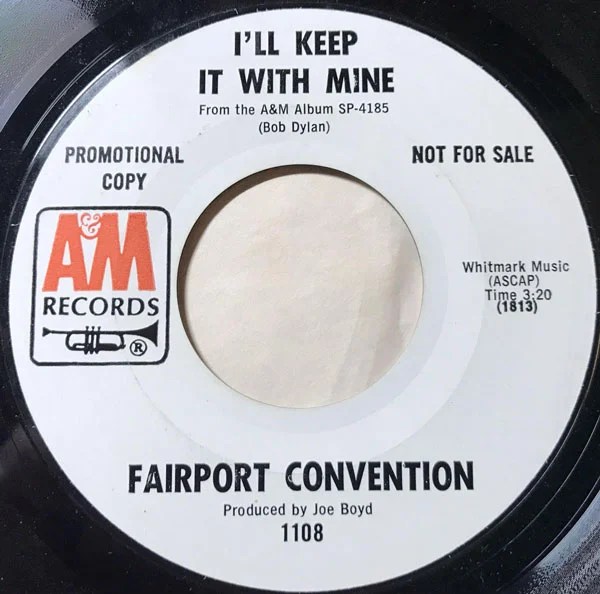 I'LL KEEP
IT WITH MINE
From the A&M Album SP-4185
(Bob Dylan)
PROMOTIONAL
COPY
NOT FOR SALE
A&M
RECORDS
®
Whitmark Music
(ASCAP)
Time 3:20
(1813)
FAIRPORT CONVENTION
Produced by Joe Boyd
1108